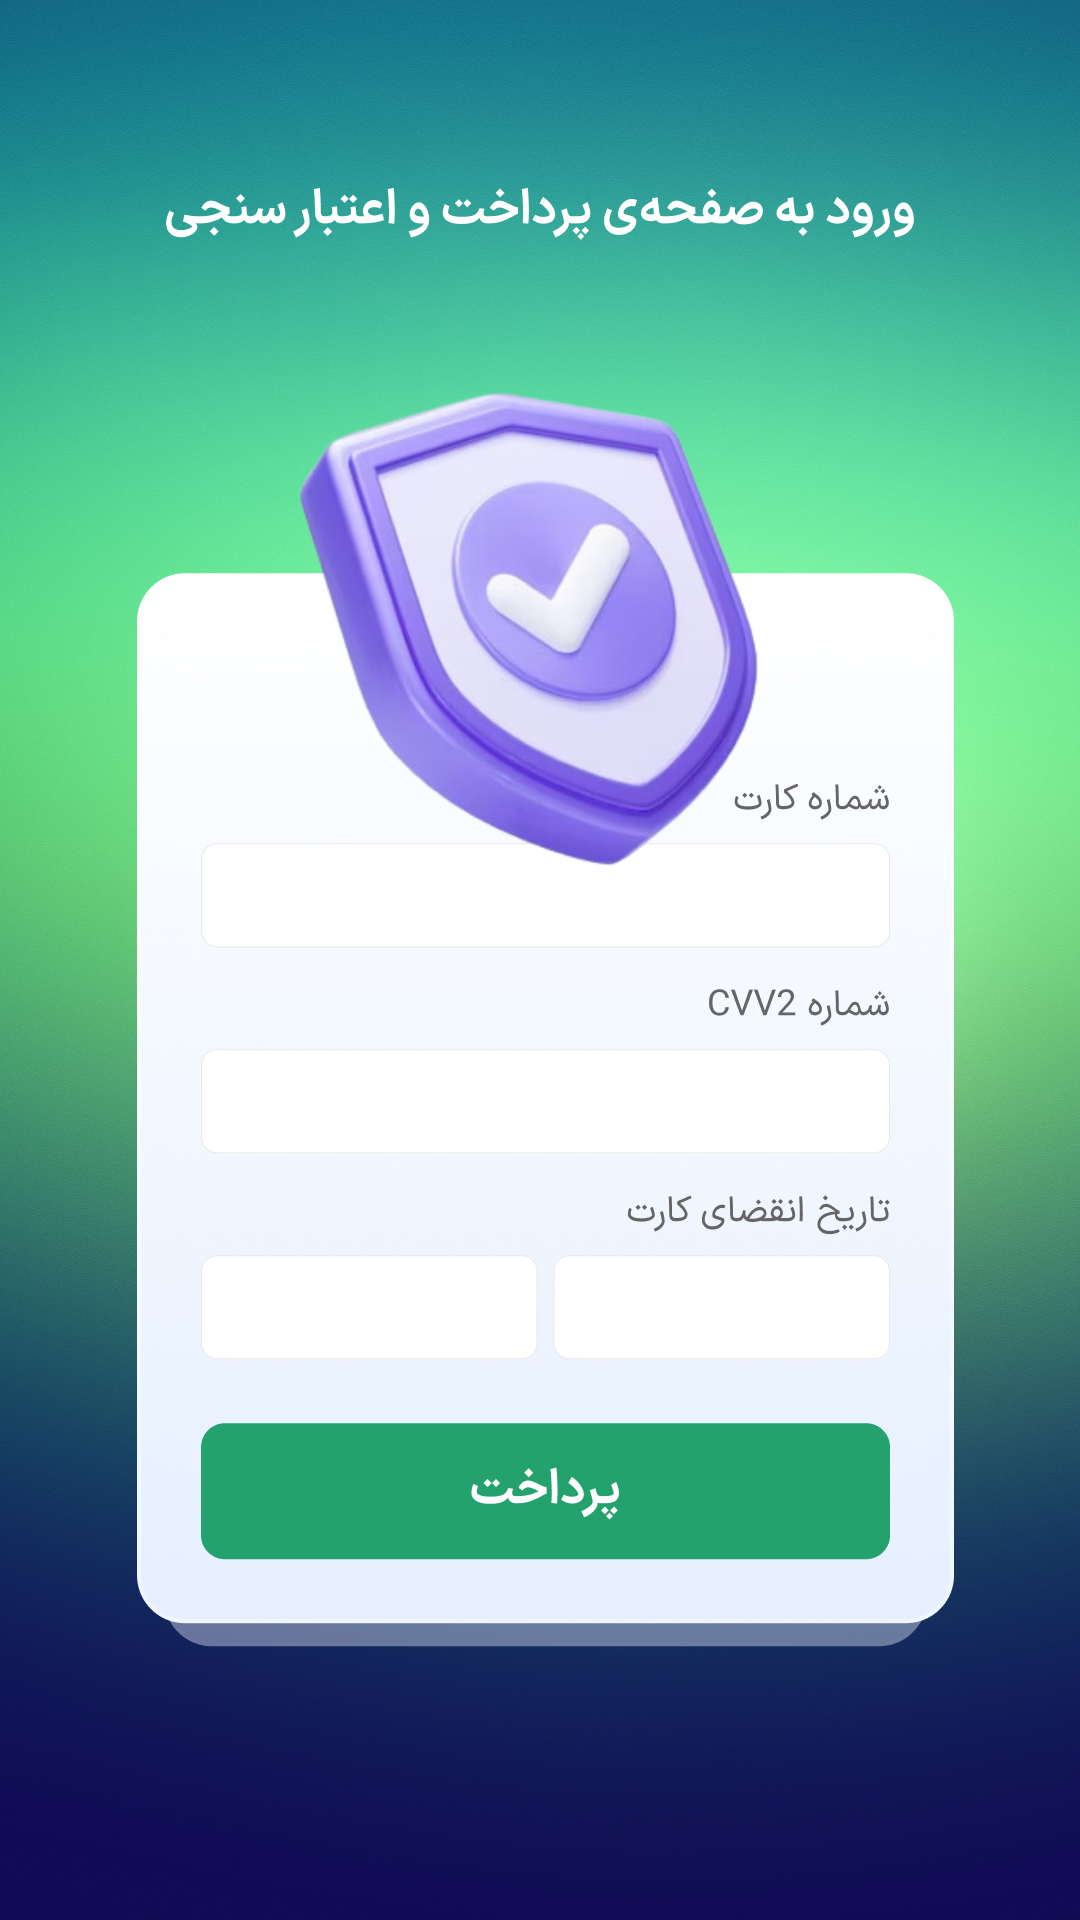 ورود به صفحه‌ی پرداخت و اعتبار سنجی
شماره کارت
شماره CVV2
تاریخ انقضای کارت
پرداخت